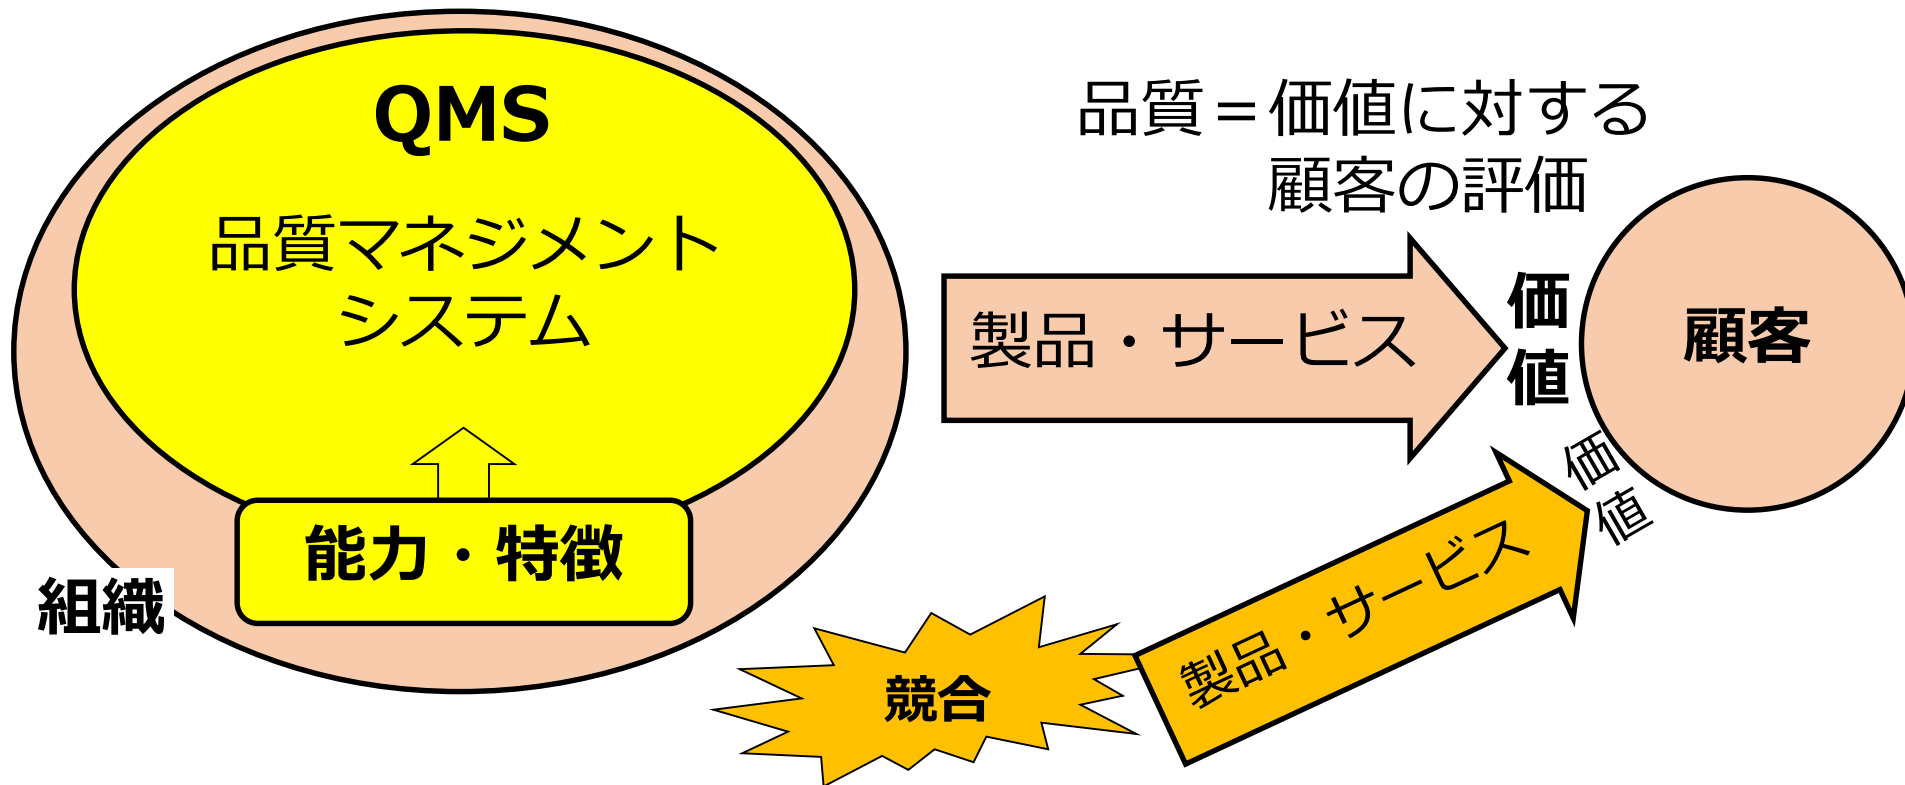 QMS
品質マネジメント
システム
能力・特徴
組織
品質＝価値に対する
顧客の評価
製品・サービス
価
値
顧客
価
値
製品・サービス
競合